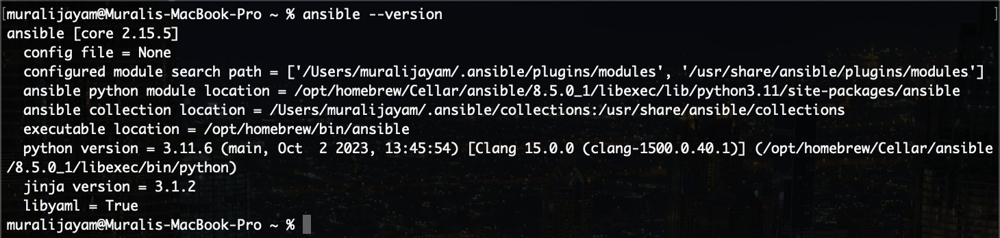 [muralijayam@Muralis-MacBook-Pro ~ % ansible --version ]
ansible [core 2.15.5]
  config file = None
  configured module search path = ['/Users/muralijayam/.ansible/plugins/modules', '/usr/share/ansible/plugins/modules']
  ansible python module location = /opt/homebrew/Cellar/ansible/8.5.0_1/libexec/lib/python3.11/site-packages/ansible
  ansible collection location = /Users/muralijayam/.ansible/collections:/usr/share/ansible/collections
  executable location = /opt/homebrew/bin/ansible
  python version = 3.11.6 (main, Oct  2 2023, 13:45:54) [Clang 15.0.0 (clang-1500.0.40.1)] (/opt/homebrew/Cellar/ansible
/8.5.0_1/libexec/bin/python)
  jinja version = 3.1.2
  libyaml = True
muralijayam@Muralis-MacBook-Pro ~ %